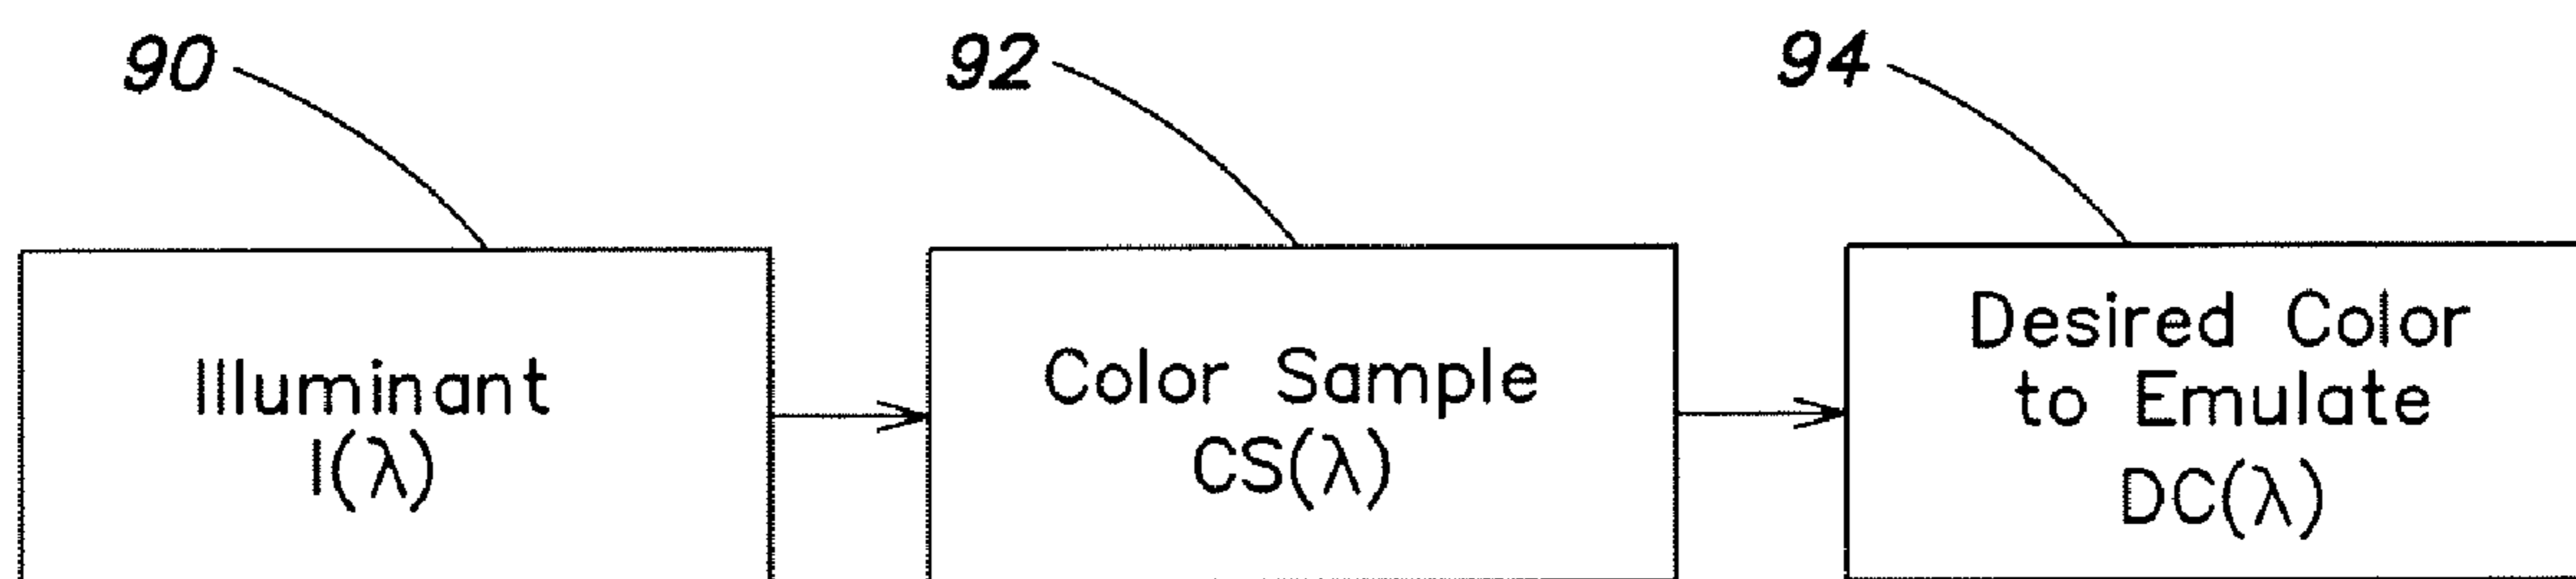 90
92
94
Illuminant
I(λ)
Color Sample
CS(λ)
Desired Color
to Emulate
DC(λ)